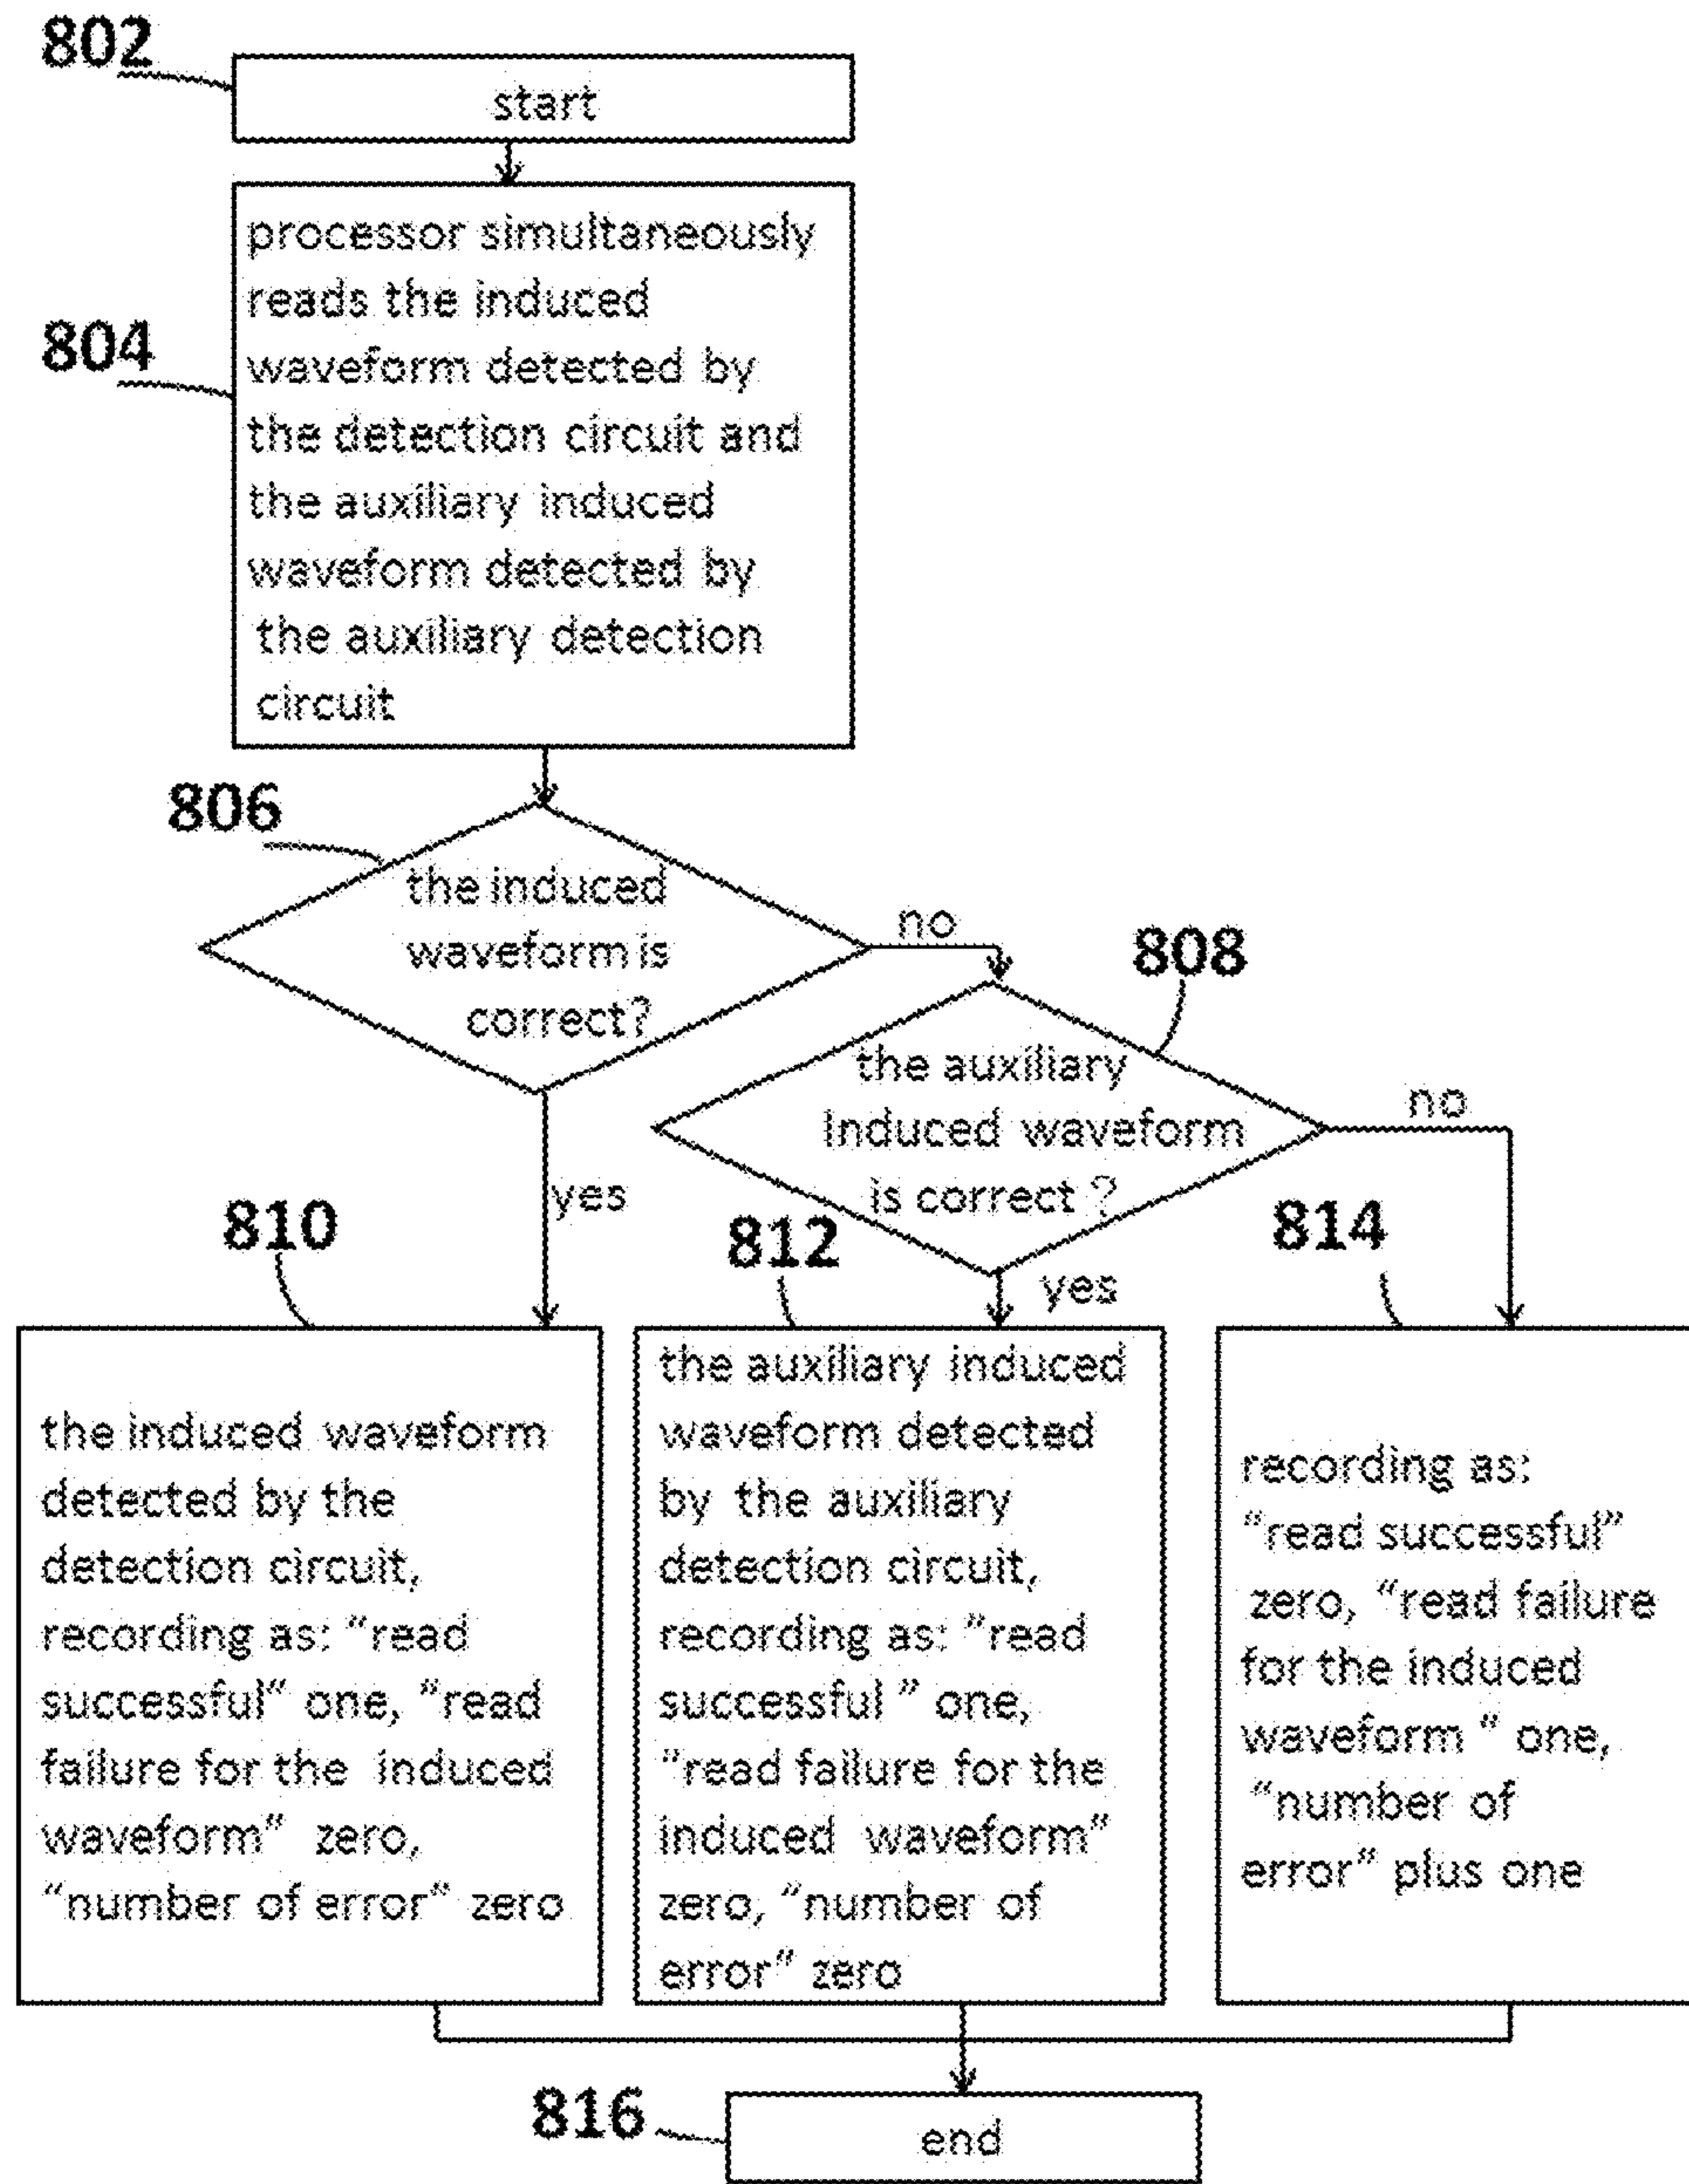 802
start
804
processor simultaneously
reads the induced
waveform detected by
the detection circuit and
the auxiliary induced
waveform detected by
the auxiliary detection
circuit
806
the induced
waveform is
correct?
no
808
the auxiliary
Induced waveform
is correct ?
no
yes
yes
810
the induced waveform
detected by the
detection circuit,
recording as: “read
successful“ one, “read
failure for the induced
waveform“ zero,
“number of error“ zero
812
the auxiliary induced
waveform detected
by the auxiliary
detection circuit,
recording as: ”read
successful ” one,
”read failure for the
induced waveform“
zero, “number of
error“ zero
814
recording as:
“read successful”
zero, “read failure
for the induced
waveform “ one,
“number of
error“ plus one
816
end